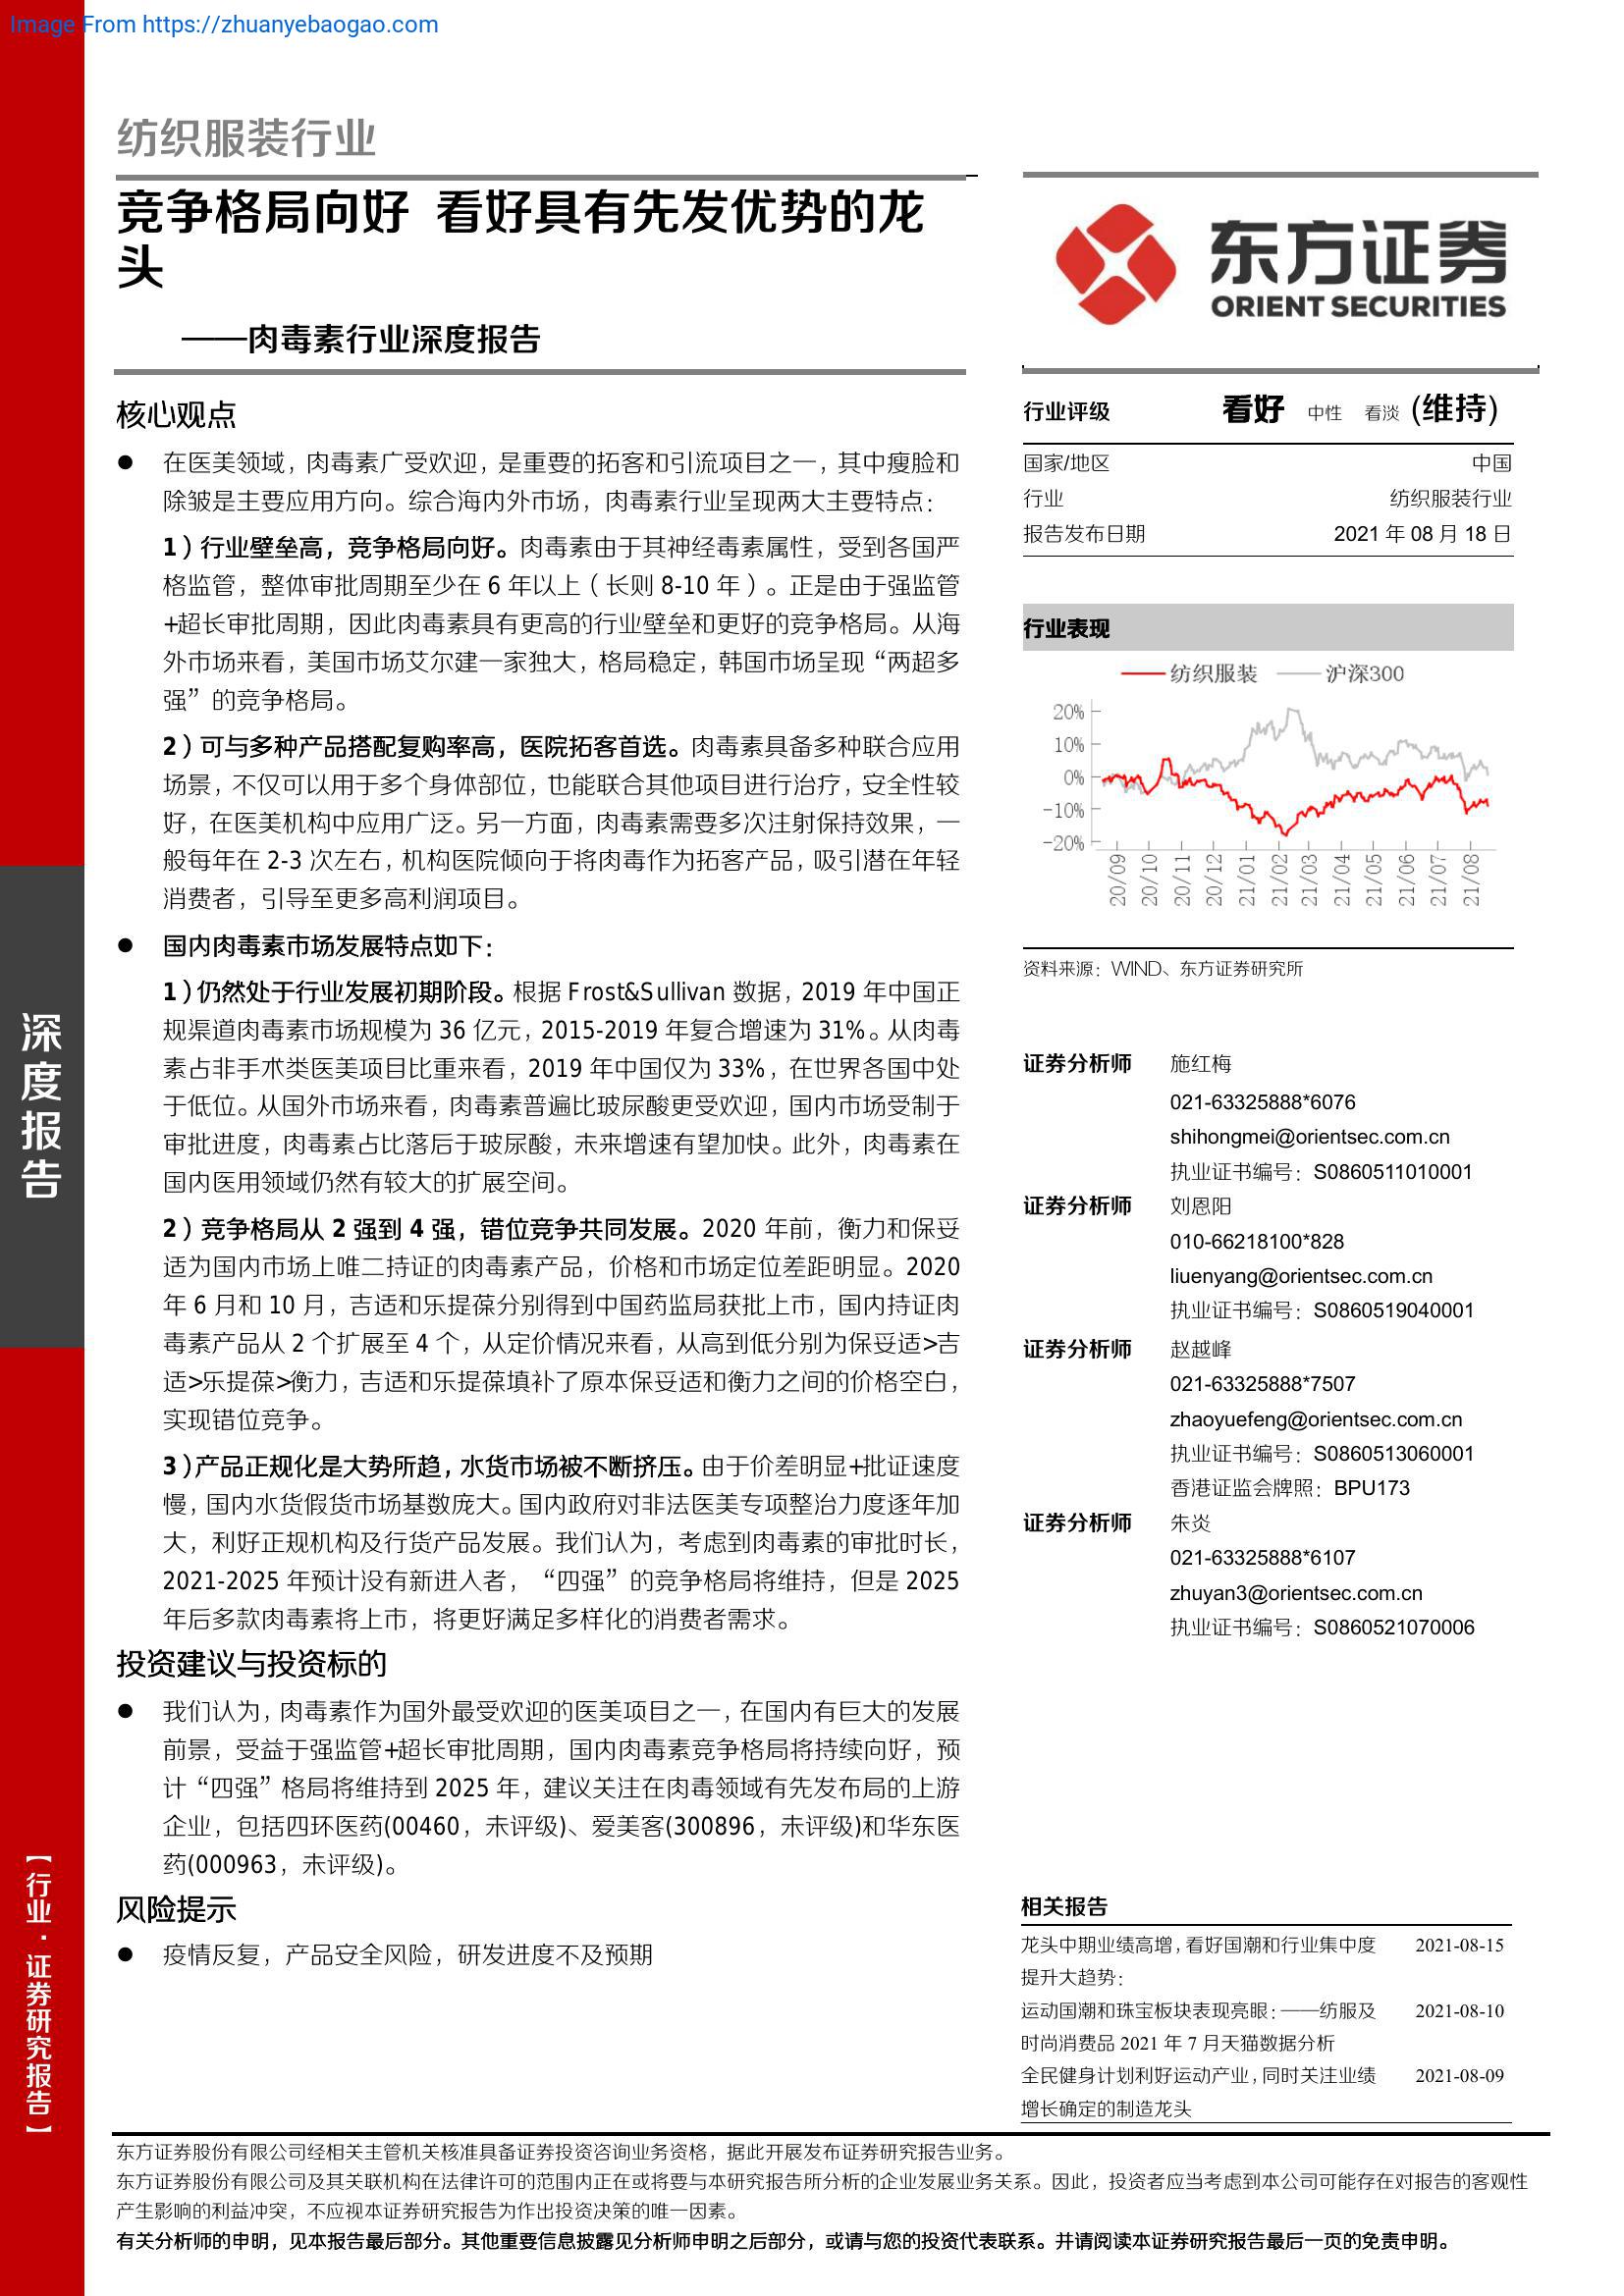 Image From https://zhuanyebaogao.com
纺织服装行业
竞争格局向好 看好具有先发优势的龙
头
——肉毒素行业深度报告
核心观点
● 在医美领域，肉毒素广受欢迎，是重要的拓客和引流项目之一，其中瘦脸和
除皱是主要应用方向。综合海内外市场，肉毒素行业呈现两大主要特点：
1）行业壁垒高，竞争格局向好。肉毒素由于其神经毒素属性，受到各国严
格监管，整体审批周期至少在 6 年以上（长则 8-10 年）。正是由于强监管
+超长审批周期，因此肉毒素具有更高的行业壁垒和更好的竞争格局。从海
外市场来看，美国市场艾尔建一家独大，格局稳定，韩国市场呈现“两超多
强”的竞争格局。
2）可与多种产品搭配复购率高，医院拓客首选。肉毒素具备多种联合应用
场景，不仅可以用于多个身体部位，也能联合其他项目进行治疗，安全性较
好，在医美机构中应用广泛。另一方面，肉毒素需要多次注射保持效果，一
般每年在 2-3 次左右，机构医院倾向于将肉毒作为拓客产品，吸引潜在年轻
消费者，引导至更多高利润项目。
● 国内肉毒素市场发展特点如下：
1）仍然处于行业发展初期阶段。根据 Frost&Sullivan 数据，2019 年中国正
规渠道肉毒素市场规模为 36 亿元，2015-2019 年复合增速为 31%。从肉毒
素占非手术类医美项目比重来看，2019 年中国仅为 33%，在世界各国中处
于低位。从国外市场来看，肉毒素普遍比玻尿酸更受欢迎，国内市场受制于
审批进度，肉毒素占比落后于玻尿酸，未来增速有望加快。此外，肉毒素在
国内医用领域仍然有较大的扩展空间。
2）竞争格局从 2 强到 4 强，错位竞争共同发展。2020 年前，衡力和保妥
适为国内市场上唯二持证的肉毒素产品，价格和市场定位差距明显。2020
年 6 月和 10 月，吉适和乐提葆分别得到中国药监局获批上市，国内持证肉
毒素产品从 2 个扩展至 4 个，从定价情况来看，从高到低分别为保妥适>吉
适>乐提葆>衡力，吉适和乐提葆填补了原本保妥适和衡力之间的价格空白，
实现错位竞争。
3）产品正规化是大势所趋，水货市场被不断挤压。由于价差明显+批证速度
慢，国内水货假货市场基数庞大。国内政府对非法医美专项整治力度逐年加
大，利好正规机构及行货产品发展。我们认为，考虑到肉毒素的审批时长，
2021-2025 年预计没有新进入者，“四强”的竞争格局将维持，但是 2025
年后多款肉毒素将上市，将更好满足多样化的消费者需求。
投资建议与投资标的
● 我们认为，肉毒素作为国外最受欢迎的医美项目之一，在国内有巨大的发展
前景，受益于强监管+超长审批周期，国内肉毒素竞争格局将持续向好，预
计“四强”格局将维持到 2025 年，建议关注在肉毒领域有先发布局的上游
企业，包括四环医药(00460，未评级)、爱美客(300896，未评级)和华东医
药(000963，未评级)。
风险提示
● 疫情反复，产品安全风险，研发进度不及预期
东方证券
ORIENT SECURITIES
行业评级 看好 中性 看淡 (维持)
国家/地区 中国
行业 纺织服装行业
报告发布日期 2021 年 08 月 18 日
行业表现
纺织服装 沪深300
20%
10%
0%
-10%
-20%
20/09 20/10 20/11 20/12 21/01 21/02 21/03 21/04 21/05 21/06 21/07 21/08
资料来源：WIND、东方证券研究所
证券分析师 施红梅
021-63325888*6076
shihongmei@orientsec.com.cn
执业证书编号：S0860511010001
证券分析师 刘恩阳
010-66218100*828
liuenyang@orientsec.com.cn
执业证书编号：S0860519040001
证券分析师 赵越峰
021-63325888*7507
zhaoyuefeng@orientsec.com.cn
执业证书编号：S0860513060001
香港证监会牌照：BPU173
证券分析师 朱炎
021-63325888*6107
zhuyan3@orientsec.com.cn
执业证书编号：S0860521070006
相关报告
龙头中期业绩高增，看好国潮和行业集中度 2021-08-15
提升大趋势：
运动国潮和珠宝板块表现亮眼：——纺服及 2021-08-10
时尚消费品 2021 年 7 月天猫数据分析
全民健身计划利好运动产业，同时关注业绩 2021-08-09
增长确定的制造龙头
深度报告
【行业·证券研究报告】
东方证券股份有限公司经相关主管机关核准具备证券投资咨询业务资格，据此开展发布证券研究报告业务。
东方证券股份有限公司及其关联机构在法律许可的范围内正在或将要与本研究报告所分析的企业发展业务关系。因此，投资者应当考虑到本公司可能存在对报告的客观性
产生影响的利益冲突，不应视本证券研究报告为作出投资决策的唯一因素。
有关分析师的申明，见本报告最后部分。其他重要信息披露见分析师申明之后部分，或请与您的投资代表联系。并请阅读本证券研究报告最后一页的免责申明。